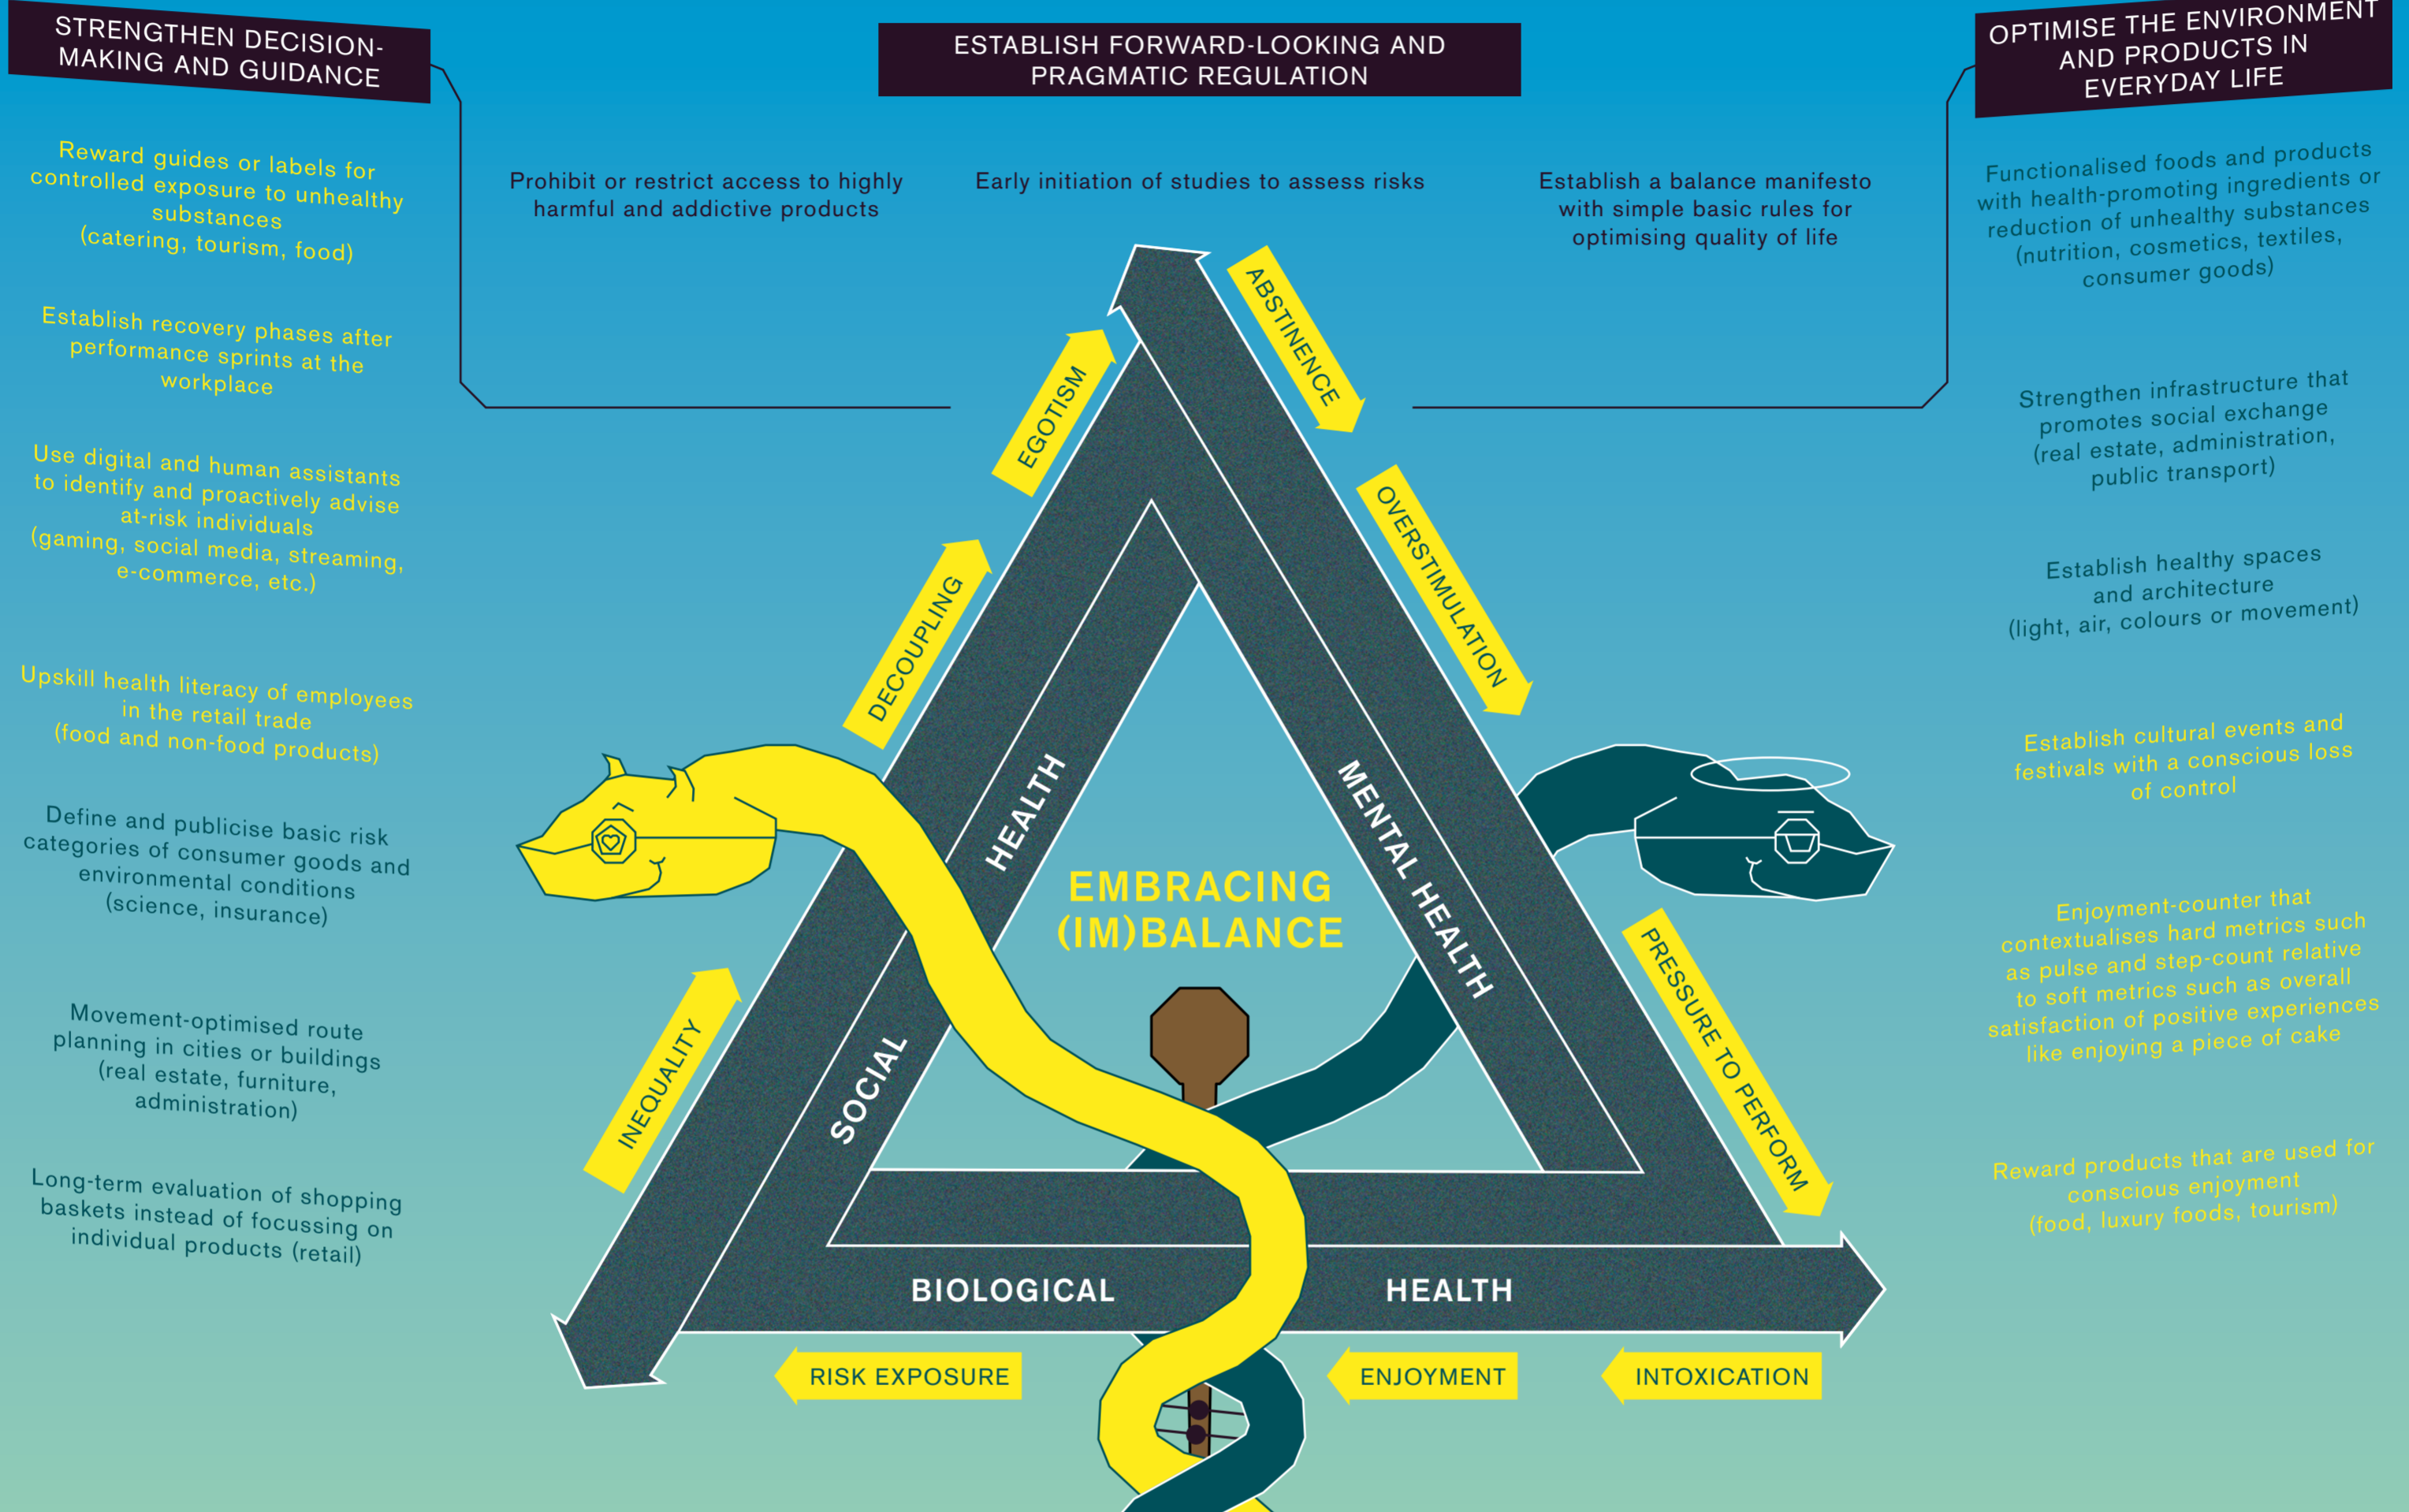 STRENGTHEN DECISION-
MAKING AND GUIDANCE
Reward guides or labels for
controlled exposure to unhealthy
substances
(catering, tourism, food)
Establish recovery phases after
performance sprints at the
workplace
Use digital and human assistants
to identify and proactively advise
at-risk individuals
(gaming, social media, streaming,
e-commerce, etc.)
Upskill health literacy of employees
in the retail trade
(food and non-food products)
Define and publicise basic risk
categories of consumer goods and
environmental conditions
(science, insurance)
Movement-optimised route
planning in cities or buildings
(real estate, furniture,
administration)
Long-term evaluation of shopping
baskets instead of focussing on
individual products (retail)
ESTABLISH FORWARD-LOOKING AND
PRAGMATIC REGULATION
Prohibit or restrict access to highly
harmful and addictive products
Early initiation of studies to assess risks
Establish a balance manifesto
with simple basic rules for
optimising quality of life
INEQUALITY
DECOUPLING
EGOTISM
ABSTINENCE
OVERSTIMULATION
PRESSURE TO PERFORM
SOCIAL HEALTH
MENTAL HEALTH
EMBRACING
(IM)BALANCE
BIOLOGICAL HEALTH
RISK EXPOSURE
ENJOYMENT
INTOXICATION
OPTIMISE THE ENVIRONMENT
AND PRODUCTS IN
EVERYDAY LIFE
Functionalised foods and products
with health-promoting ingredients or
reduction of unhealthy substances
(nutrition, cosmetics, textiles,
consumer goods)
Strengthen infrastructure that
promotes social exchange
(real estate, administration,
public transport)
Establish healthy spaces
and architecture
(light, air, colours or movement)
Establish cultural events and
festivals with a conscious loss
of control
Enjoyment-counter that
contextualises hard metrics such
as pulse and step-count relative
to soft metrics such as overall
satisfaction of positive experiences
like enjoying a piece of cake
Reward products that are used for
conscious enjoyment
(food, luxury foods, tourism)